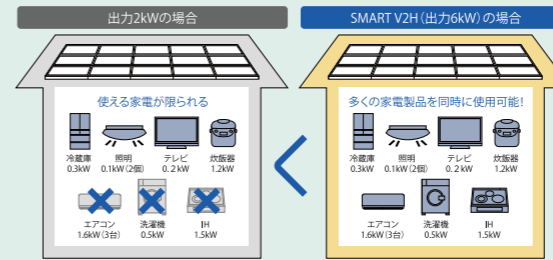 出力2kWの場合
SMART V2H(出力6kW)の場合
使える家電が限られる
冷蔵庫
0.3kW
照明
0.1kW(2個)
テレビ
0.2kW
炊飯器
1.2kW
エアコン
1.6kW(3台)
洗濯機
0.5kW
IH
1.5kW
多くの家電製品を同時に使用可能!
冷蔵庫
0.3kW
照明
0.1kW(2個)
テレビ
0.2kW
炊飯器
1.2kW
エアコン
1.6kW(3台)
洗濯機
0.5kW
IH
1.5kW